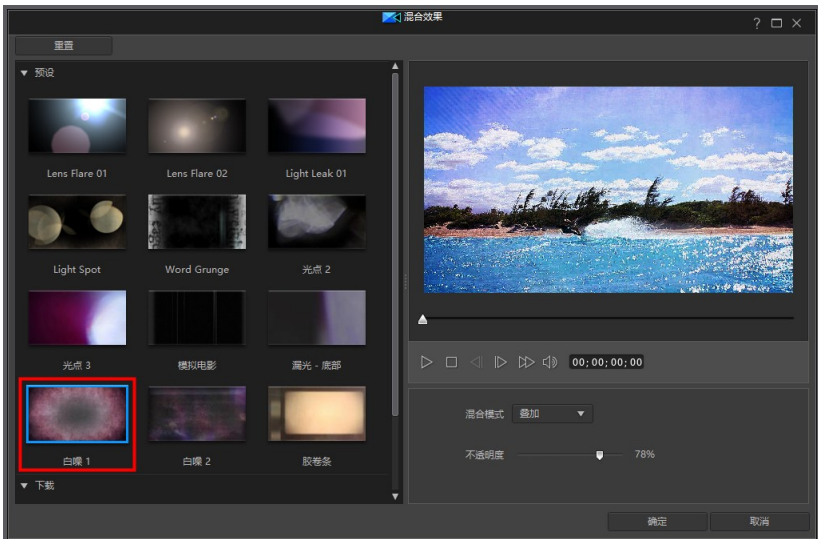 混合效果
重置
预设
Lens Flare 01
Lens Flare 02
Light Leak 01
Light Spot
Word Grunge
光点 2
光点 3
模拟电影
漏光 - 底部
白噪 1
白噪 2
胶卷条
下载
00;00;00;00
混合模式 叠加
不透明度 78%
确定 取消